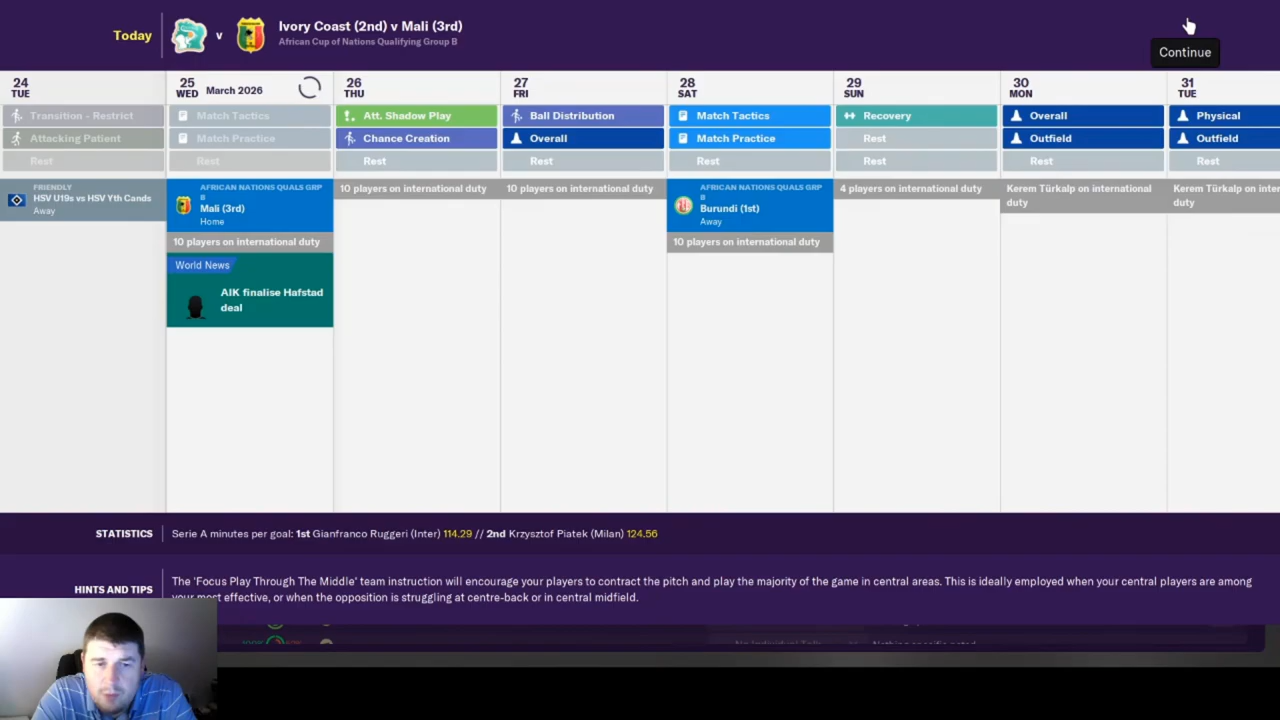 Today
v
Ivory Coast (2nd) v Mali (3rd)
African Cup of Nations Qualifying Group B
Continue
24
TUE
25
WED March 2026
26
THU
27
FRI
28
SAT
29
SUN
30
MON
31
TUE
Transition - Restrict
Match Tactics
Att. Shadow Play
Ball Distribution
Match Tactics
Recovery
Overall
Physical
Attacking Patient
Match Practice
Chance Creation
Overall
Match Practice
Rest
Outfield
Outfield
Rest
Rest
Rest
Rest
Rest
Rest
Rest
Rest
FRIENDLY
HSV U19s vs HSV Yth Cands
Away
AFRICAN NATIONS QUALS GRP
B
Mali (3rd)
Home
10 players on international duty
World News
AIK finalise Hafstad
deal
10 players on international duty
10 players on international duty
AFRICAN NATIONS QUALS GRP
B
Burundi (1st)
Away
10 players on international duty
4 players on international duty
Kerem Türkalp on international
duty
Kerem Türkalp on inter
duty
STATISTICS
Serie A minutes per goal: 1st Gianfranco Ruggeri (Inter) 114.29 // 2nd Krzysztof Piatek (Milan) 124.56
HINTS AND TIPS
The 'Focus Play Through The Middle' team instruction will encourage your players to contract the pitch and play the majority of the game in central areas. This is ideally employed when your central players are among
your most effective, or when the opposition is struggling at centre-back or in central midfield.